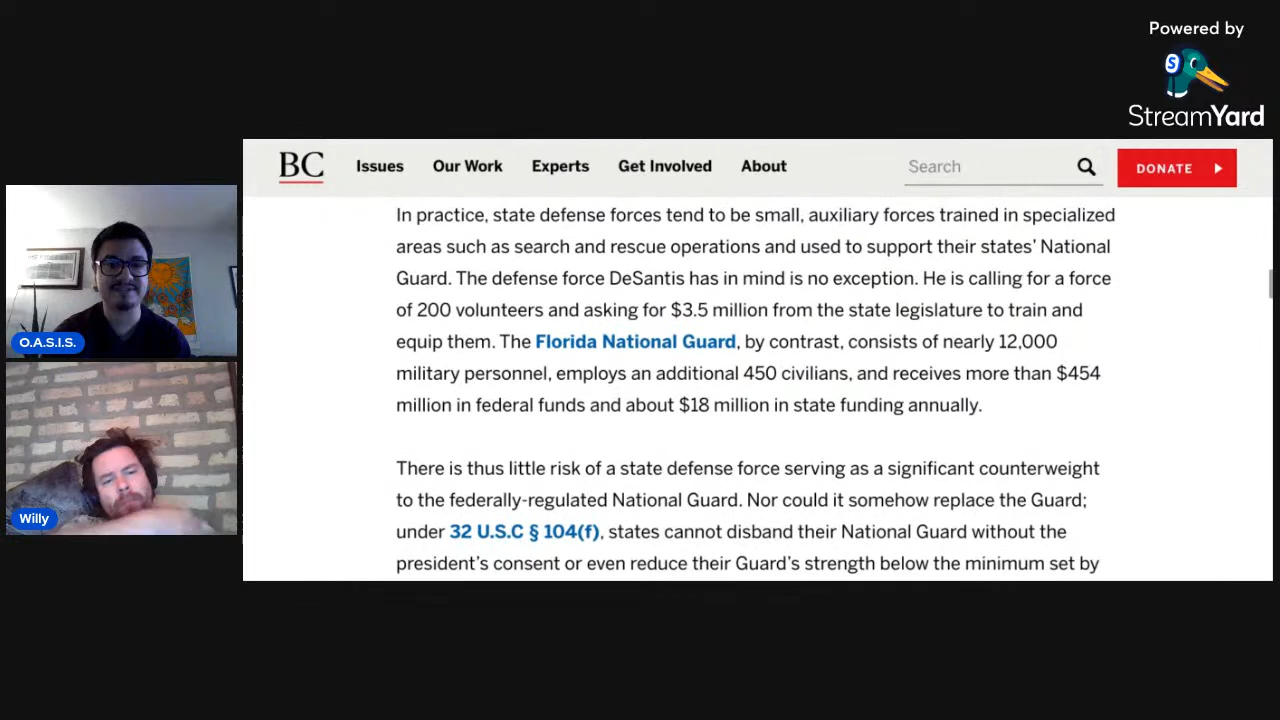 Powered by
S
StreamYard
BC
Issues
Our Work
Experts
Get Involved
About
Search
DONATE
In practice, state defense forces tend to be small, auxiliary forces trained in specialized
areas such as search and rescue operations and used to support their states’ National
Guard. The defense force DeSantis has in mind is no exception. He is calling for a force
of 200 volunteers and asking for $3.5 million from the state legislature to train and
equip them. The Florida National Guard, by contrast, consists of nearly 12,000
military personnel, employs an additional 450 civilians, and receives more than $454
million in federal funds and about $18 million in state funding annually.
There is thus little risk of a state defense force serving as a significant counterweight
to the federally-regulated National Guard. Nor could it somehow replace the Guard;
under 32 U.S.C § 104(f), states cannot disband their National Guard without the
president’s consent or even reduce their Guard’s strength below the minimum set by
O.A.S.I.S.
Willy